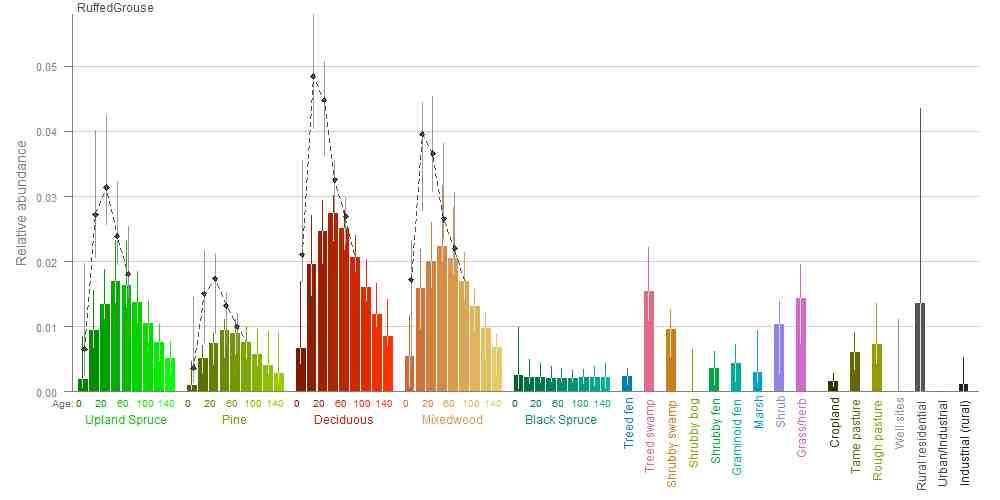 RuffedGrouse
Relative abundance
0.05
0.04
0.03
0.02
0.01
0.00
Age: 0 20 60 100 140 0 20 60 100 140 0 20 60 100 140 0 20 60 100 140 0 20 60 100 140
Upland Spruce Pine Deciduous Mixedwood Black Spruce
Treed fen
Treed swamp
Shrubby swamp
Shrubby bog
Shrubby fen
Graminoid fen
Marsh
Shrub
Grass/herb
Cropland
Tame pasture
Rough pasture
Well sites
Rural residential
Urban/Industrial
Industrial (rural)